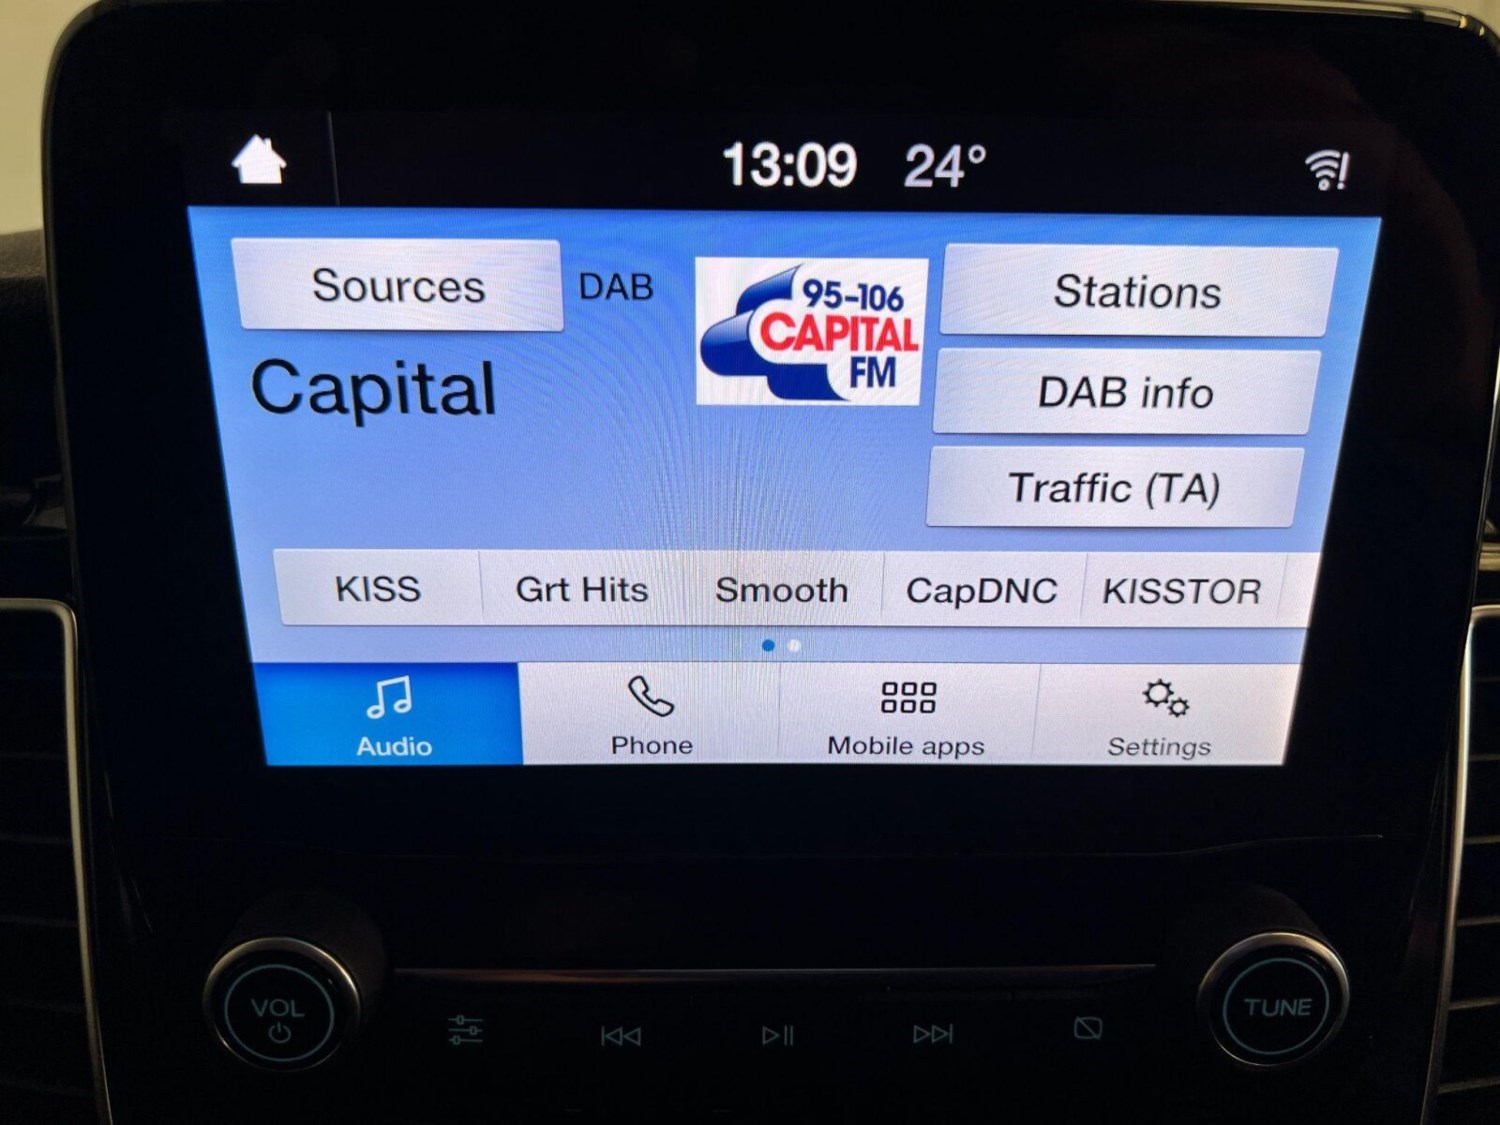 13:09 24°
Sources DAB
95-106
CAPITAL
FM
Stations
Capital
DAB info
Traffic (TA)
KISS Grt Hits Smooth CapDNC KISSTOR
Audio Phone Mobile apps Settings
VOL
TUNE